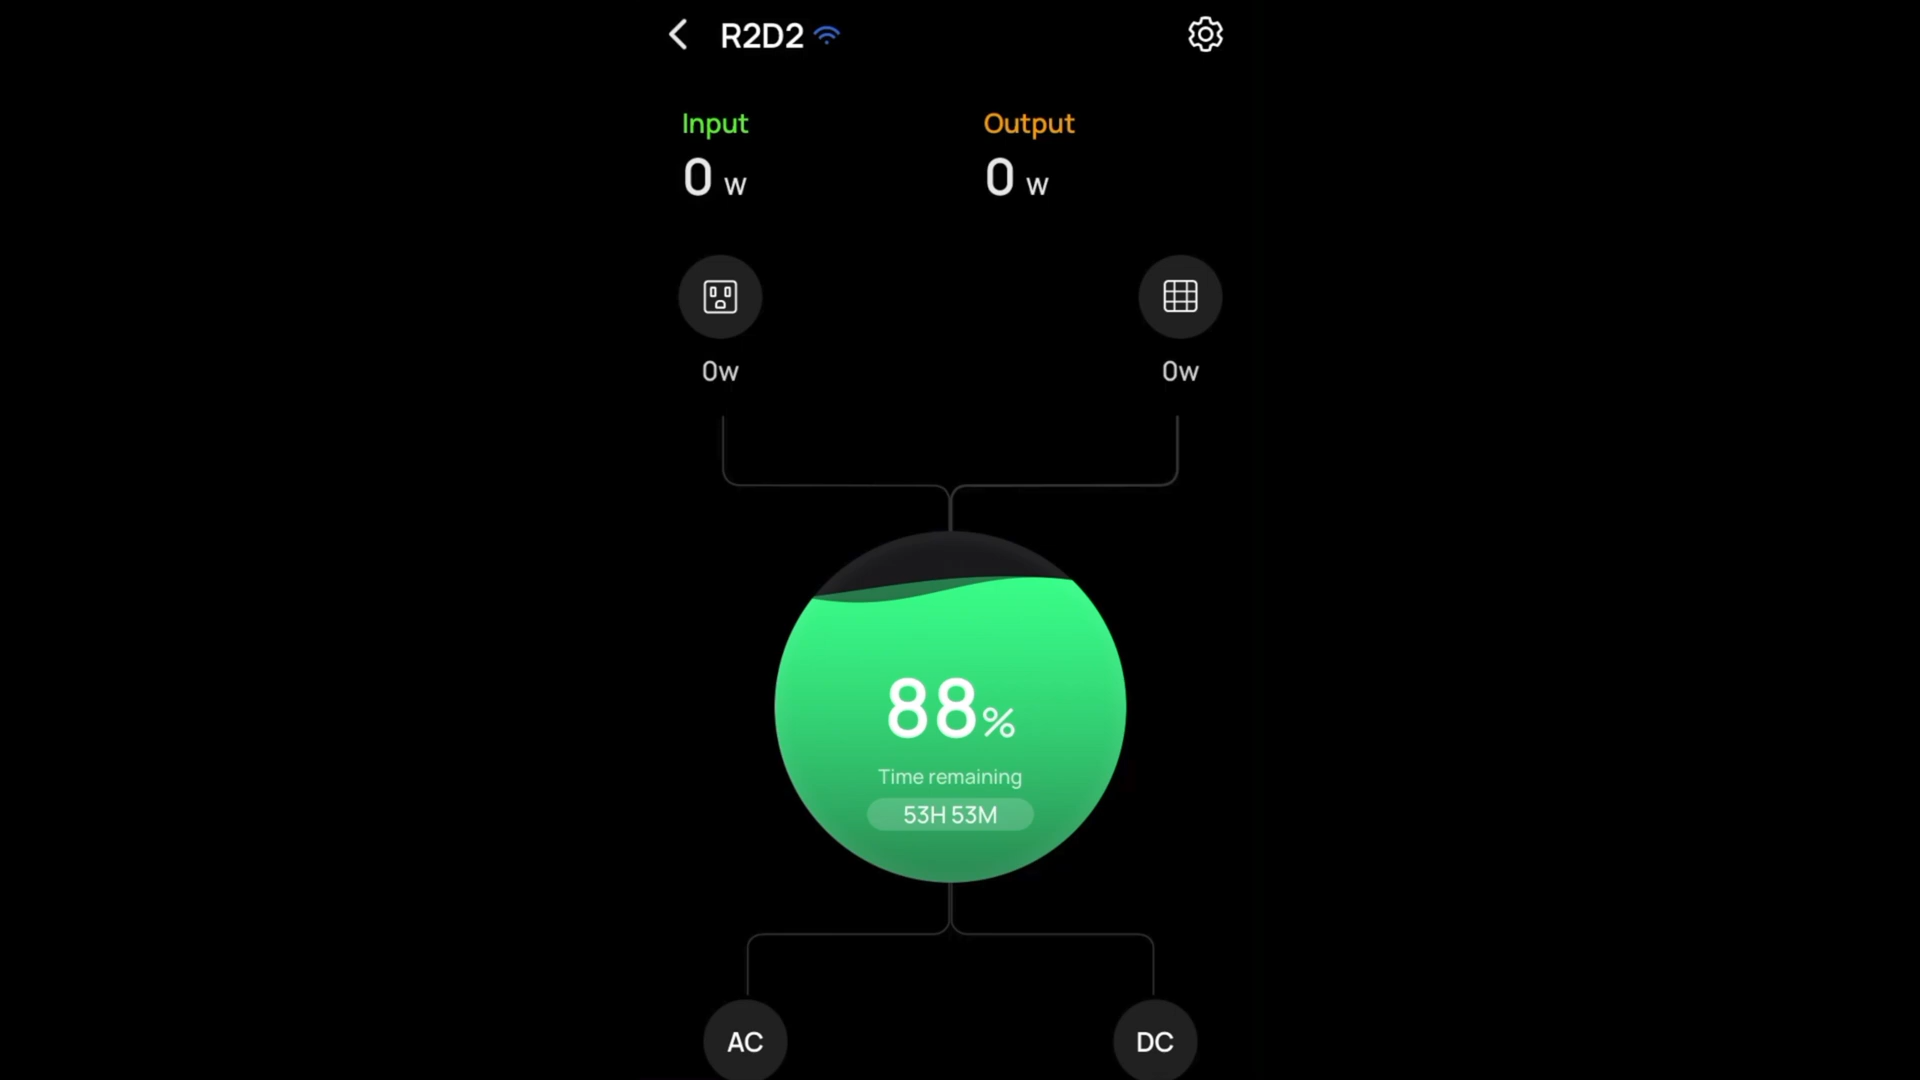 R2D2
Input Output
0 w 0 w
0w 0w
88%
Time remaining
53H 53M
AC DC